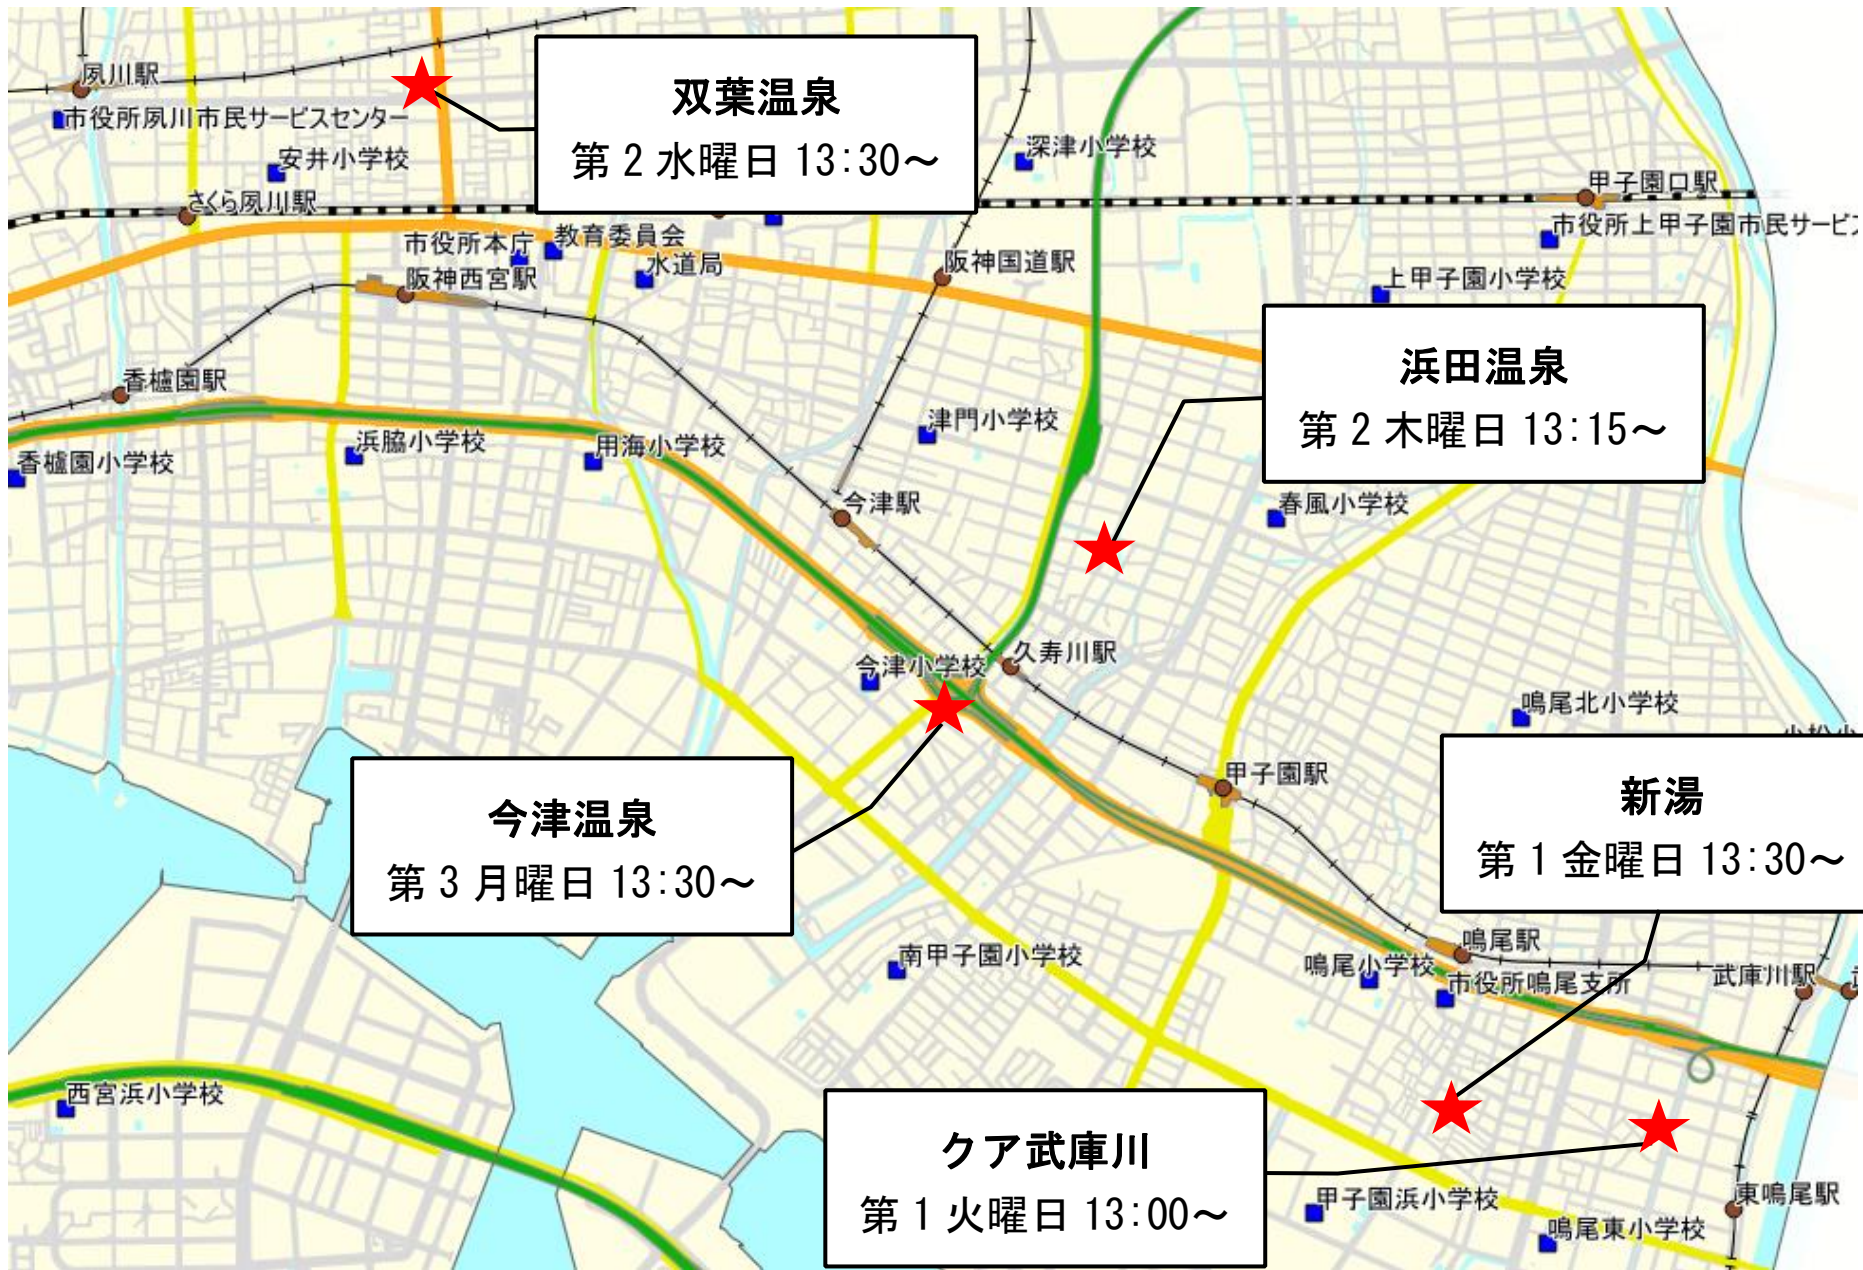 夙川駅
市役所夙川市民サービスセンター
安井小学校
さくら夙川駅
双葉温泉
第2水曜日 13:30～
深津小学校
甲子園口駅
市役所上甲子園市民サービス
市役所本庁
教育委員会
水道局
阪神西宮駅
阪神国道駅
上甲子園小学校
香櫨園駅
浜田温泉
第2木曜日 13:15～
香櫨園小学校
浜脇小学校
用海小学校
津門小学校
今津駅
春風小学校
今津小学校
久寿川駅
鳴尾北小学校
甲子園駅
今津温泉
第3月曜日 13:30～
新湯
第1金曜日 13:30～
南甲子園小学校
鳴尾小学校
鳴尾駅
市役所鳴尾支所
武庫川駅
西宮浜小学校
クア武庫川
第1火曜日 13:00～
甲子園浜小学校
鳴尾東小学校
東鳴尾駅